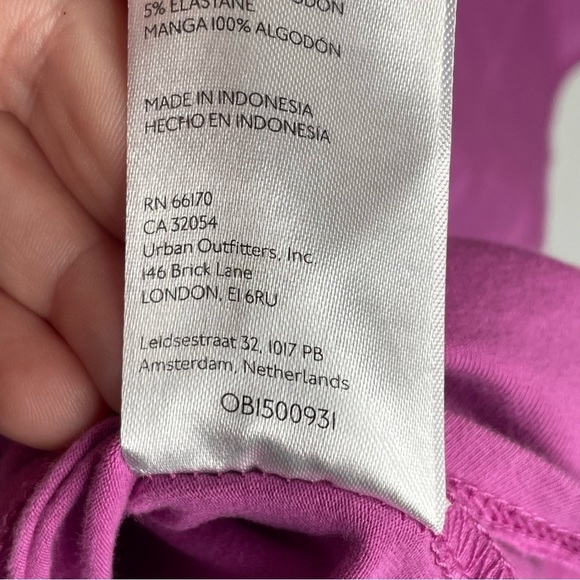 ALGODÓN
5% ELASTANE
MANGA 100% ALGODÓN
MADE IN INDONESIA
HECHO EN INDONESIA
RN 66170
CA 32054
Urban Outfitters, Inc.
146 Brick Lane
LONDON, E1 6RU
Leidsestraat 32, 1017 PB
Amsterdam, Netherlands
OB1500931